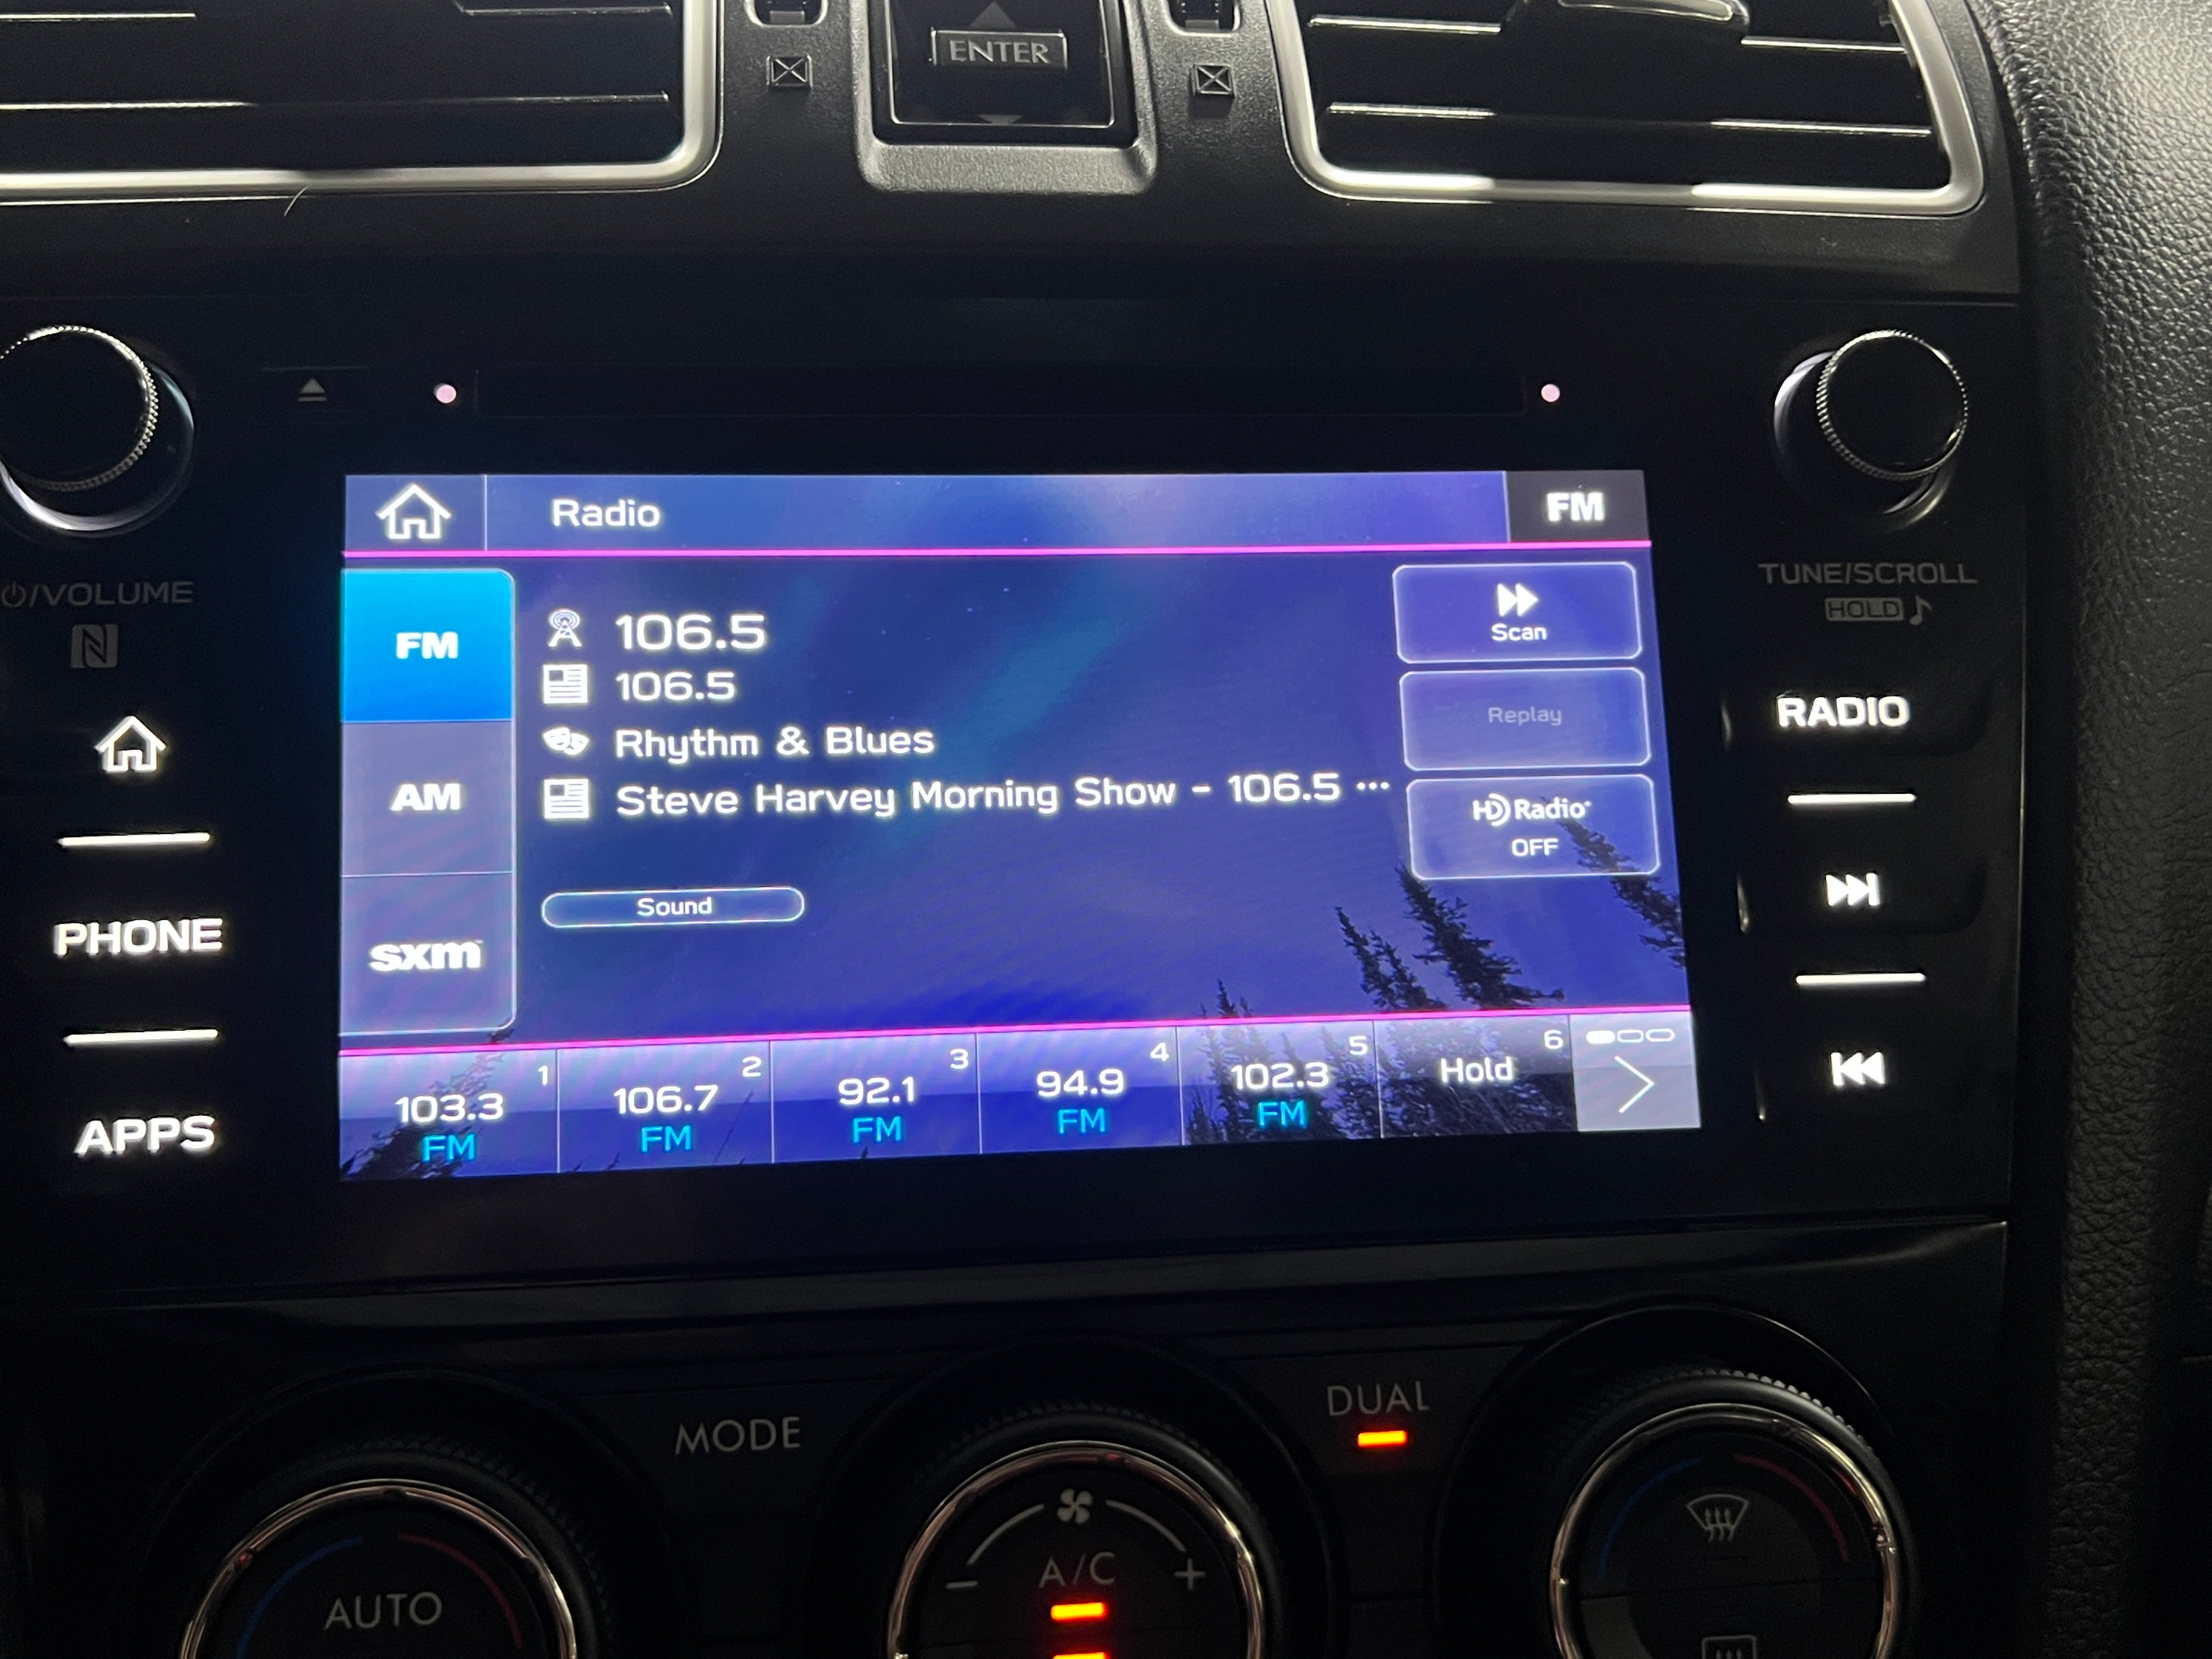 ENTER
Radio
FM
/VOLUME
TUNE/SCROLL
HOLD
FM
106.5
Scan
106.5
Replay
RADIO
Rhythm & Blues
AM
Steve Harvey Morning Show - 106.5 ...
HD Radio
OFF
Sound
PHONE
sxm
1
2
3
4
5
6
103.3
106.7
92.1
94.9
102.3
Hold
FM
FM
FM
FM
FM
APPS
MODE
DUAL
A/C
- +
AUTO